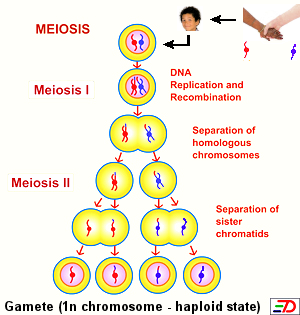 MEIOSIS
Meiosis I
DNA
Replication and
Recombination
Separation of
homologous
chromosomes
Meiosis II
Separation of
sister
chromatids
Gamete (1n chromosome - haploid state)